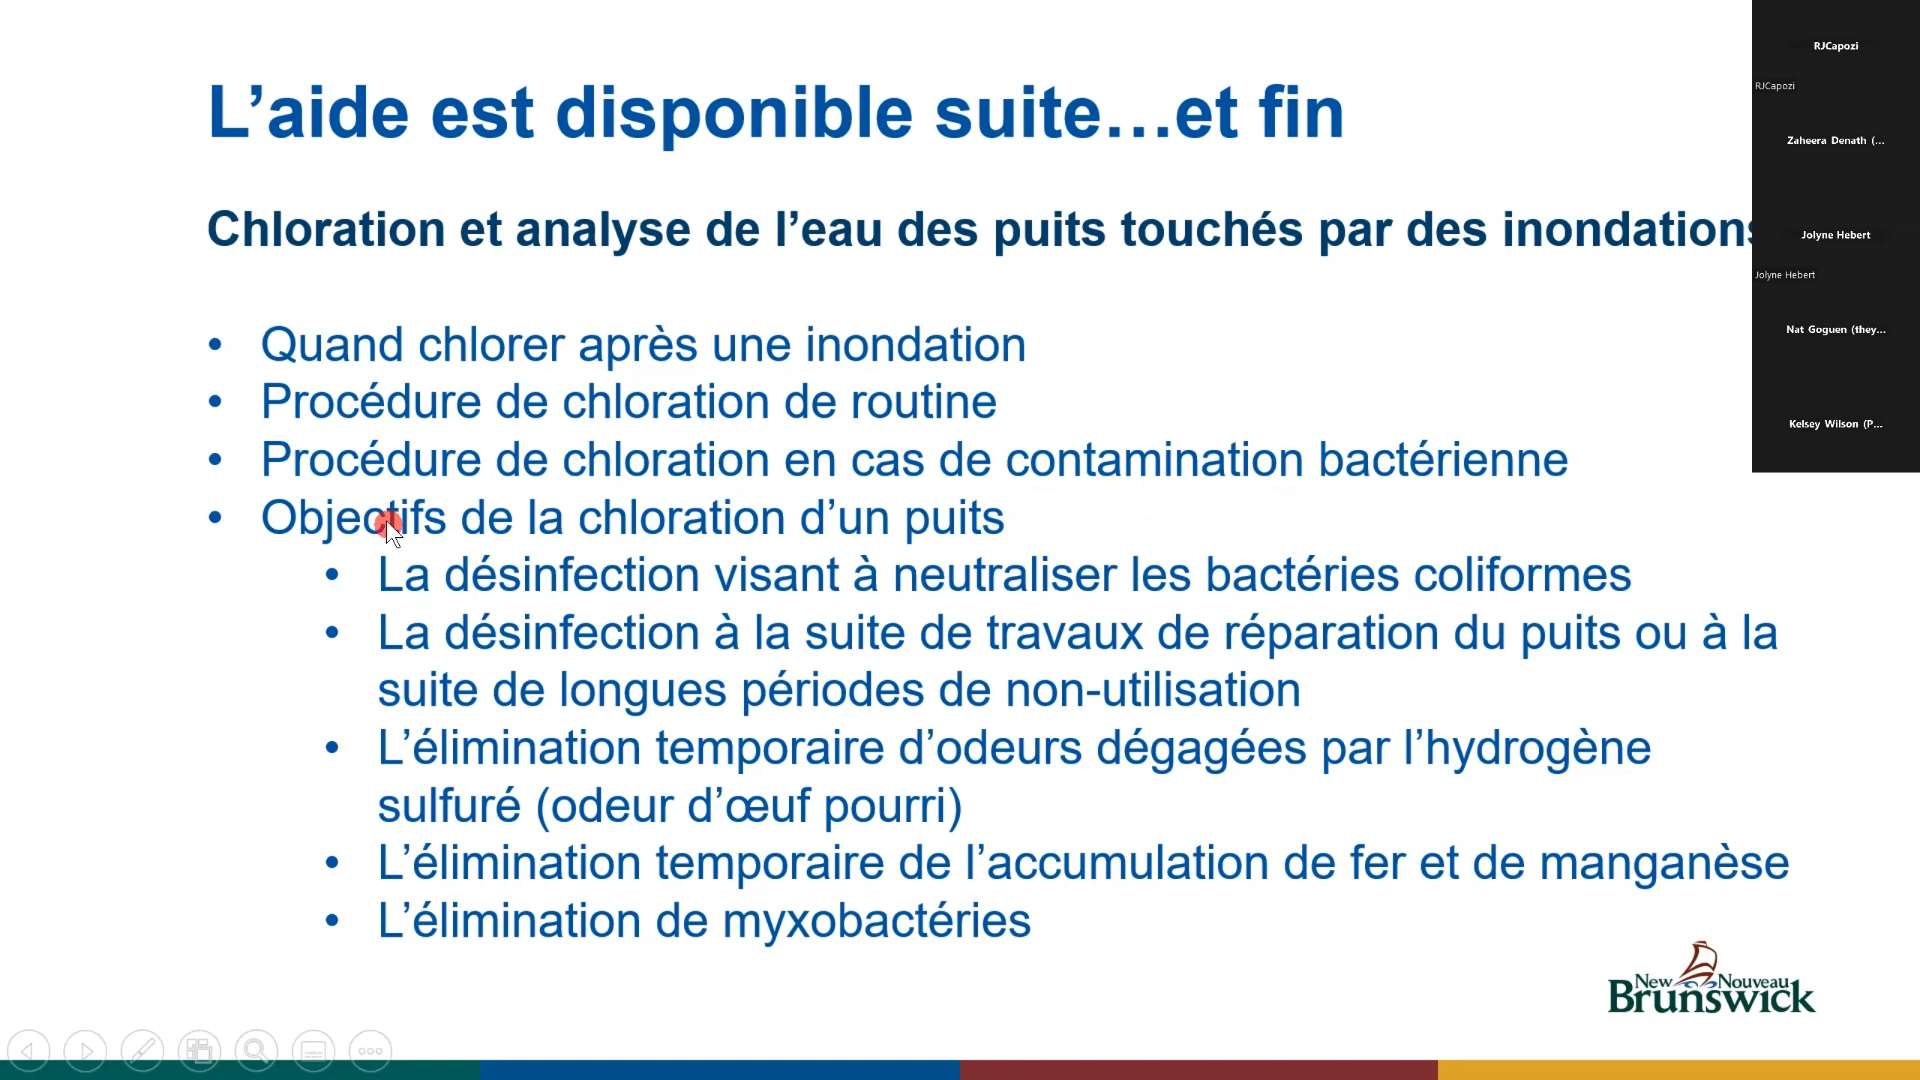 L’aide est disponible suite…et fin
Chloration et analyse de l’eau des puits touchés par des inondations
• Quand chlorer après une inondation
• Procédure de chloration de routine
• Procédure de chloration en cas de contamination bactérienne
• Objectifs de la chloration d’un puits
• La désinfection visant à neutraliser les bactéries coliformes
• La désinfection à la suite de travaux de réparation du puits ou à la
suite de longues périodes de non-utilisation
• L’élimination temporaire d’odeurs dégagées par l’hydrogène
sulfuré (odeur d’œuf pourri)
• L’élimination temporaire de l’accumulation de fer et de manganèse
• L’élimination de myxobactéries
New Nouveau
Brunswick
RJCapozi
RJCapozi
Zaheera Denath (...
Jolyne Hebert
Jolyne Hebert
Nat Goguen (they...
Kelsey Wilson (P...